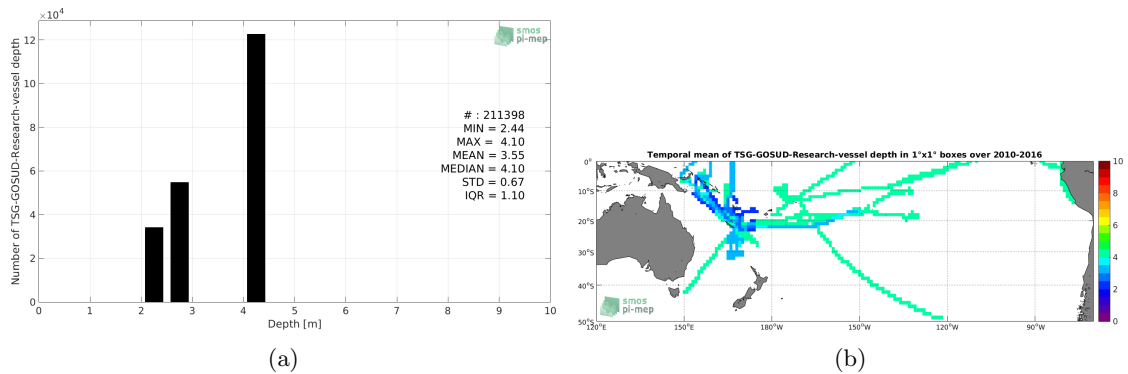 ×10⁴
12
10
8
6
4
2
0
Number of TSG-GOSUD-Research-vessel depth
0 1 2 3 4 5 6 7 8 9 10
Depth [m]
smos
pi-mep
# : 211398
MIN = 2.44
MAX = 4.10
MEAN = 3.55
MEDIAN = 4.10
STD = 0.67
IQR = 1.10
(a)
Temporal mean of TSG-GOSUD-Research-vessel depth in 1°x1° boxes over 2010-2016
0°
10°S
20°S
30°S
40°S
50°S
120°E 150°E 180°W 150°W 120°W 90°W
smos
pi-mep
10
8
6
4
2
0
(b)